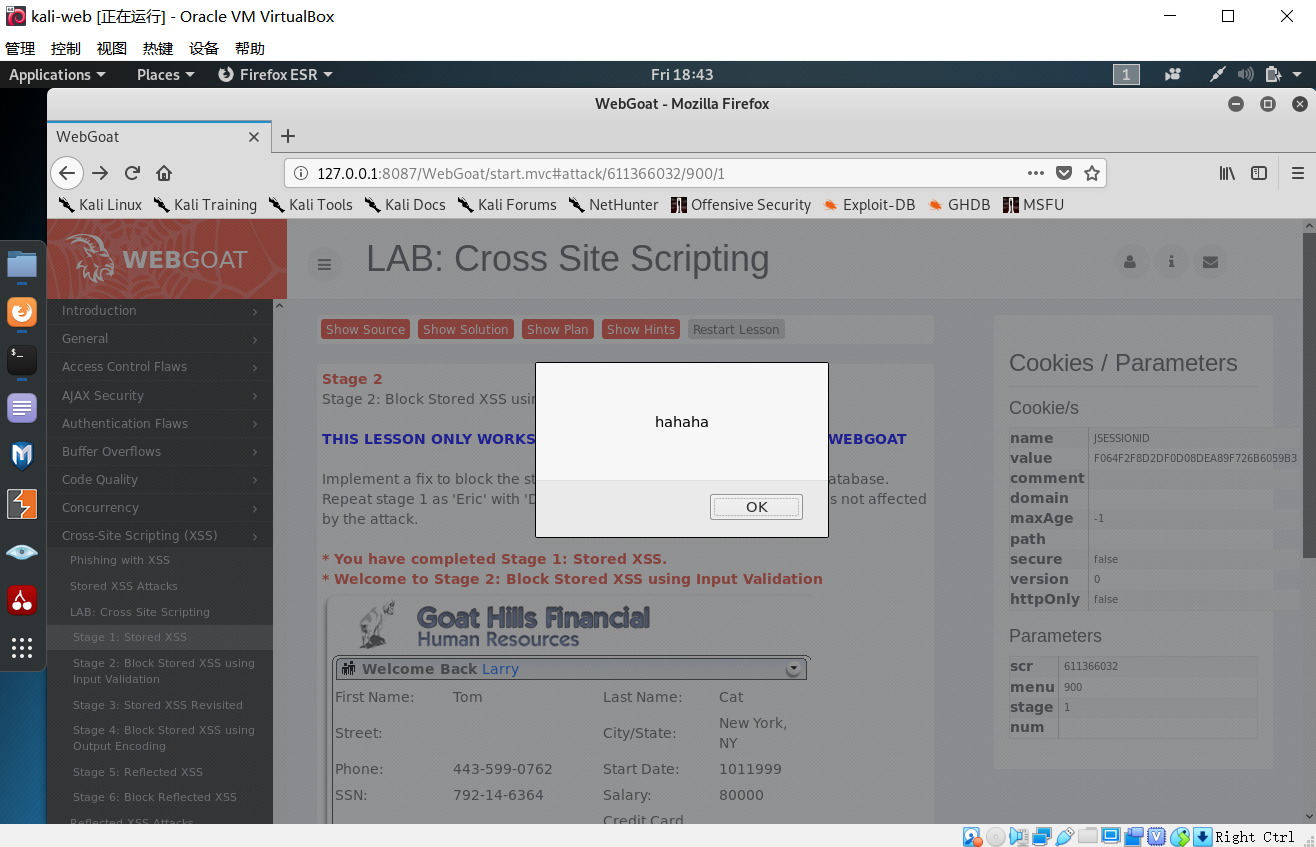 kali-web [正在运行] - Oracle VM VirtualBox
管理 控制 视图 热键 设备 帮助
Applications Places Firefox ESR Fri 18:43 1
WebGoat - Mozilla Firefox
WebGoat
127.0.0.1:8087/WebGoat/start.mvc#attack/611366032/900/1
Kali Linux Kali Training Kali Tools Kali Docs Kali Forums NetHunter Offensive Security Exploit-DB GHDB MSFU
WEBGOAT
LAB: Cross Site Scripting
Introduction
General
Access Control Flaws
AJAX Security
Authentication Flaws
Buffer Overflows
Code Quality
Concurrency
Cross-Site Scripting (XSS)
Phishing with XSS
Stored XSS Attacks
LAB: Cross Site Scripting
Stage 1: Stored XSS
Stage 2: Block Stored XSS using
Input Validation
Stage 3: Stored XSS Revisited
Stage 4: Block Stored XSS using
Output Encoding
Stage 5: Reflected XSS
Stage 6: Block Reflected XSS
Reflected XSS Attacks
Show Source Show Solution Show Plan Show Hints Restart Lesson
Stage 2
Stage 2: Block Stored XSS usi
THIS LESSON ONLY WORKS WEBGOAT
Implement a fix to block the st atabase.
Repeat stage 1 as 'Eric' with 'D s not affected
by the attack.
* You have completed Stage 1: Stored XSS.
* Welcome to Stage 2: Block Stored XSS using Input Validation
hahaha
OK
Goat Hills Financial
Human Resources
Welcome Back Larry
First Name: Tom Last Name: Cat
Street: City/State: New York,
NY
Phone: 443-599-0762 Start Date: 1011999
SSN: 792-14-6364 Salary: 80000
Credit Card
Cookies / Parameters
Cookie/s
name JSESSIONID
value F064F2F8D2DF0D08DEA89F726B6059B3
comment
domain
maxAge -1
path
secure false
version 0
httpOnly false
Parameters
scr 611366032
menu 900
stage 1
num
Right Ctrl